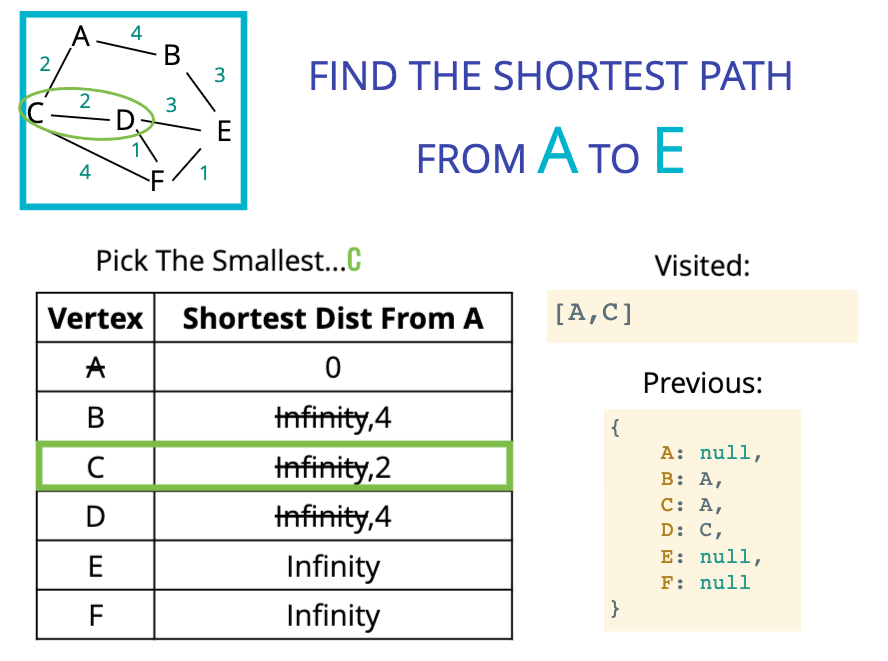 A 4 B
2 3
C 2 D 3 E
1
4 F 1
FIND THE SHORTEST PATH
FROM A TO E
Pick The Smallest...C
Vertex Shortest Dist From A
A 0
B Infinity,4
C Infinity,2
D Infinity,4
E Infinity
F Infinity
Visited:
[A,C]
Previous:
{
A: null,
B: A,
C: A,
D: C,
E: null,
F: null
}